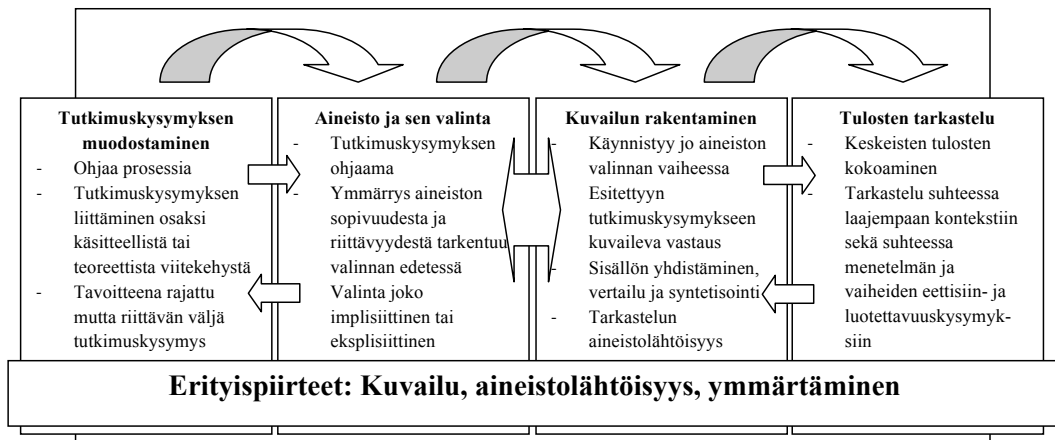 Tutkimuskysymyksen
muodostaminen
- Ohjaa prosessia
- Tutkimuskysymyksen
liittäminen osaksi
käsitteellistä tai
teoreettista viitekehystä
- Tavoitteena rajattu
mutta riittävän väljä
tutkimuskysymys
Aineisto ja sen valinta
- Tutkimuskysymyksen
ohjaama
- Ymmärrys aineiston
sopivuudesta ja
riittävyydestä tarkentuu
valinnan edetessä
- Valinta joko
implisiittinen tai
eksplisiittinen
Kuvailun rakentaminen
- Käynnistyy jo aineiston
valinnan vaiheessa
- Esitettyyn
tutkimuskysymykseen
kuvaileva vastaus
- Sisällön yhdistäminen,
vertailu ja syntetisointi
- Tarkastelun
aineistolähtöisyys
Tulosten tarkastelu
- Keskeisten tulosten
kokoaminen
- Tarkastelu suhteessa
laajempaan kontekstiin
sekä suhteessa
menetelmän ja
vaiheiden eettisiin- ja
luotettavuuskysymyk-
siin
Erityispiirteet: Kuvailu, aineistolähtöisyys, ymmärtäminen